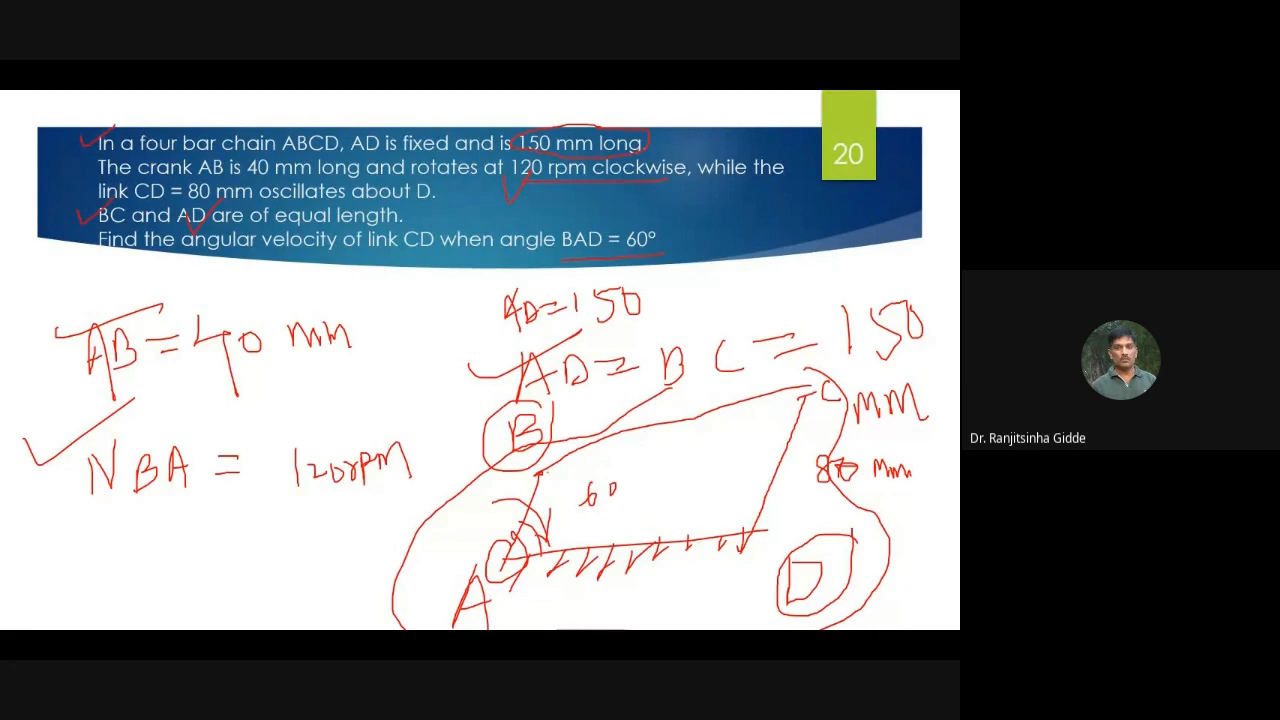 In a four bar chain ABCD, AD is fixed and is 150 mm long.
The crank AB is 40 mm long and rotates at 120 rpm clockwise, while the
link CD = 80 mm oscillates about D.
BC and AD are of equal length.
Find the angular velocity of link CD when angle BAD = 60°
20
AD=150
AB = 40 mm
AD = BC = 150
mm
B
C
NBA = 120rpm
80 mm
60
A
D
Dr. Ranjitsinha Gidde